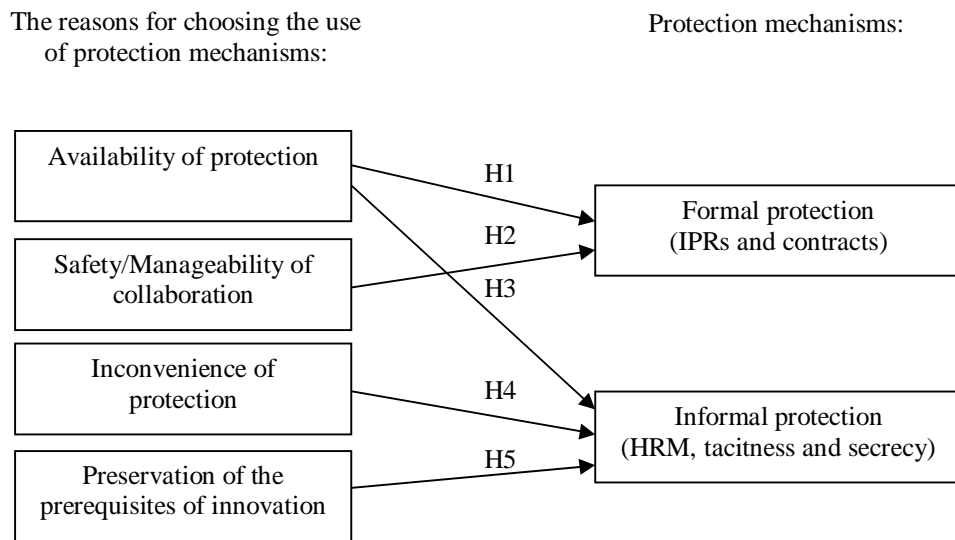 The reasons for choosing the use
of protection mechanisms:
Protection mechanisms:
Availability of protection
H1
Formal protection
(IPRs and contracts)
H2
Safety/Manageability of
collaboration
H3
Inconvenience of
protection
H4
Informal protection
(HRM, tacitness and secrecy)
H5
Preservation of the
prerequisites of innovation